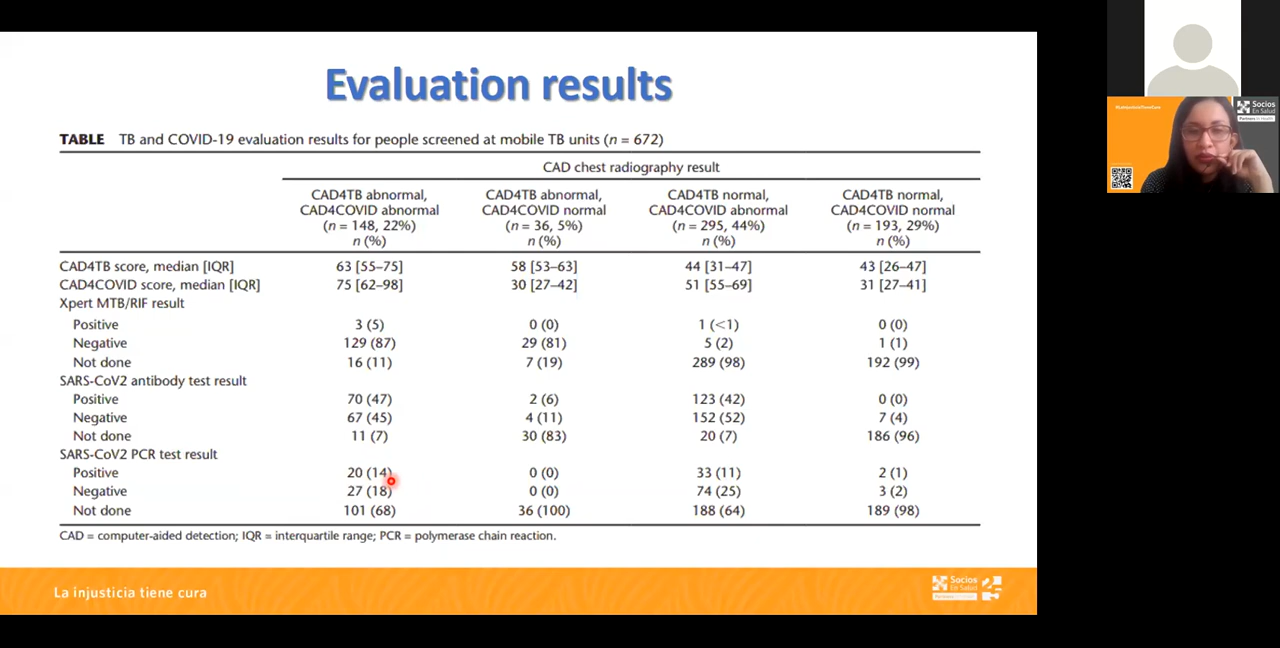 Evaluation results
TABLE TB and COVID-19 evaluation results for people screened at mobile TB units (n = 672)
CAD chest radiography result
CAD4TB abnormal, CAD4COVID abnormal (n = 148, 22%) n (%)
CAD4TB abnormal, CAD4COVID normal (n = 36, 5%) n (%)
CAD4TB normal, CAD4COVID abnormal (n = 295, 44%) n (%)
CAD4TB normal, CAD4COVID normal (n = 193, 29%) n (%)
CAD4TB score, median [IQR] 63 [55–75] 58 [53–63] 44 [31–47] 43 [26–47]
CAD4COVID score, median [IQR] 75 [62–98] 30 [27–42] 51 [55–69] 31 [27–41]
Xpert MTB/RIF result
Positive 3 (5) 0 (0) 1 (<1) 0 (0)
Negative 129 (87) 29 (81) 5 (2) 1 (1)
Not done 16 (11) 7 (19) 289 (98) 192 (99)
SARS-CoV2 antibody test result
Positive 70 (47) 2 (6) 123 (42) 0 (0)
Negative 67 (45) 4 (11) 152 (52) 7 (4)
Not done 11 (7) 30 (83) 20 (7) 186 (96)
SARS-CoV2 PCR test result
Positive 20 (14) 0 (0) 33 (11) 2 (1)
Negative 27 (18) 0 (0) 74 (25) 3 (2)
Not done 101 (68) 36 (100) 188 (64) 189 (98)
CAD = computer-aided detection; IQR = interquartile range; PCR = polymerase chain reaction.
La injusticia tiene cura
Socios En Salud
Socios
En Salud
Partners In Health